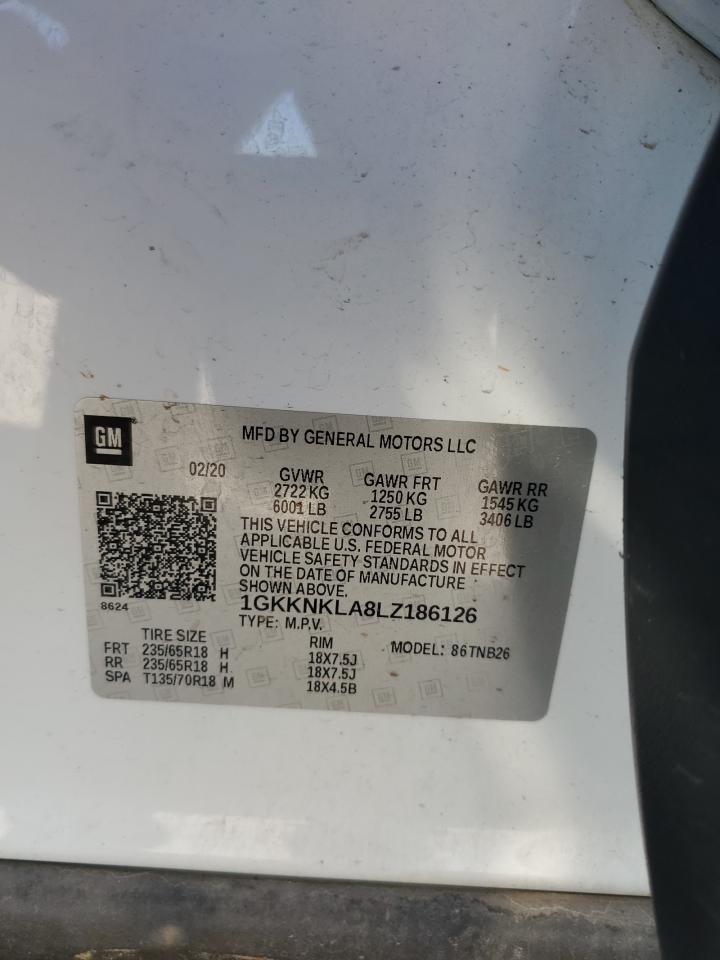 GM
MFD BY GENERAL MOTORS LLC
02/20
GVWR
2722 KG
6001 LB
GAWR FRT
1250 KG
2755 LB
GAWR RR
1545 KG
3406 LB
THIS VEHICLE CONFORMS TO ALL
APPLICABLE U.S. FEDERAL MOTOR
VEHICLE SAFETY STANDARDS IN EFFECT
ON THE DATE OF MANUFACTURE
SHOWN ABOVE.
8624
1GKKNKLA8LZ186126
TYPE: M.P.V.
MODEL: 86TNB26
TIRE SIZE RIM
FRT 235/65R18 H 18X7.5J
RR 235/65R18 H 18X7.5J
SPA T135/70R18 M 18X4.5B